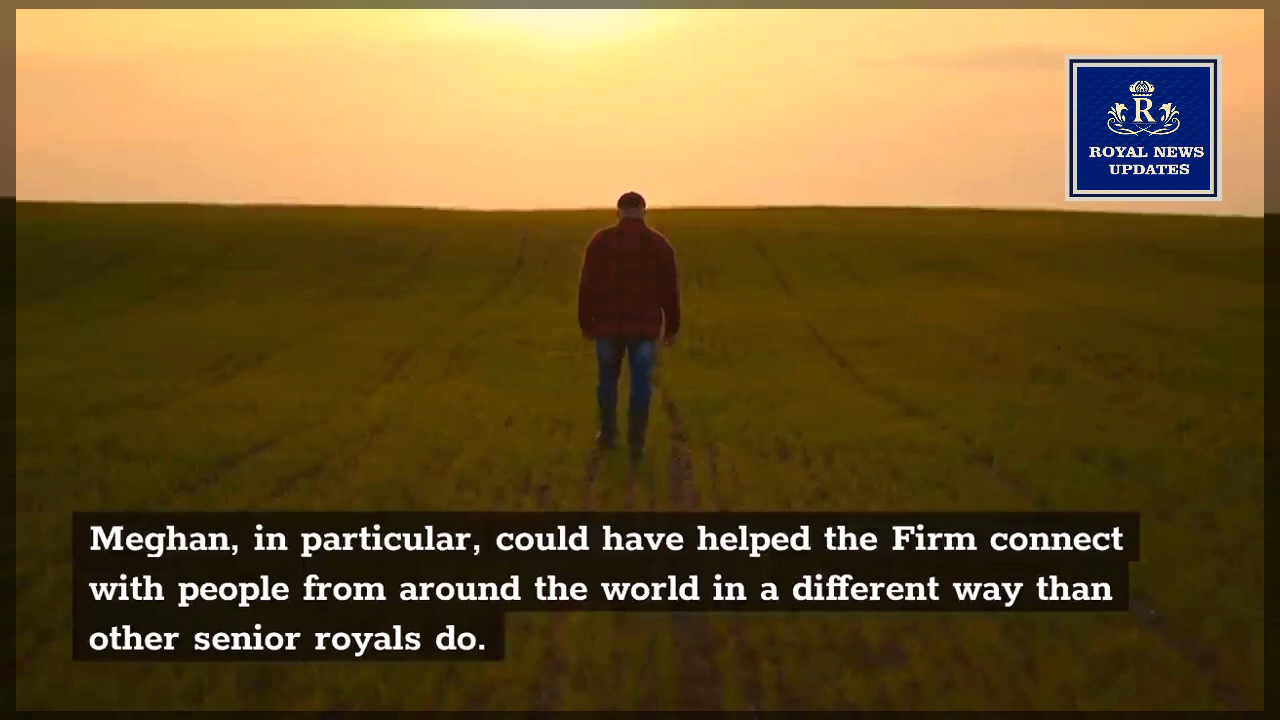 R
ROYAL NEWS
UPDATES
Meghan, in particular, could have helped the Firm connect
with people from around the world in a different way than
other senior royals do.